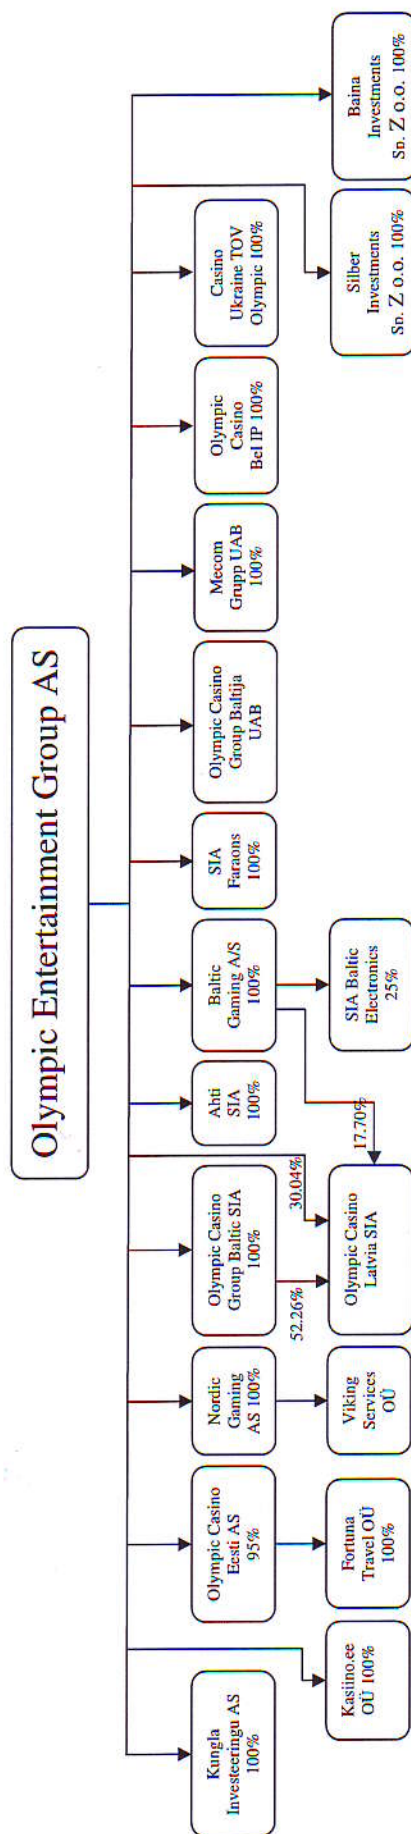 Olympic Entertainment Group AS
Kungla
Investeeringu AS
100%
Olympic Casino
Eesti AS
95%
Nordic
Gaming
AS 100%
Olympic Casino
Group Baltic SIA
100%
Ahti
SIA
100%
Baltic
Gaming A/S
100%
SIA
Faraons
100%
Olympic Casino
Group Baltija
UAB
Mecom
Grupp UAB
100%
Olympic
Casino
Bel IP 100%
Casino
Ukraine TOV
Olympic 100%
52.26%
30.04%
17.70%
Kasiino.ee
OÜ 100%
Fortuna
Travel OÜ
100%
Viking
Services
OÜ
Olympic Casino
Latvia SIA
SIA Baltic
Electronics
25%
Silber
Investments
Sp. Z o.o. 100%
Baina
Investments
Sp. Z o.o. 100%